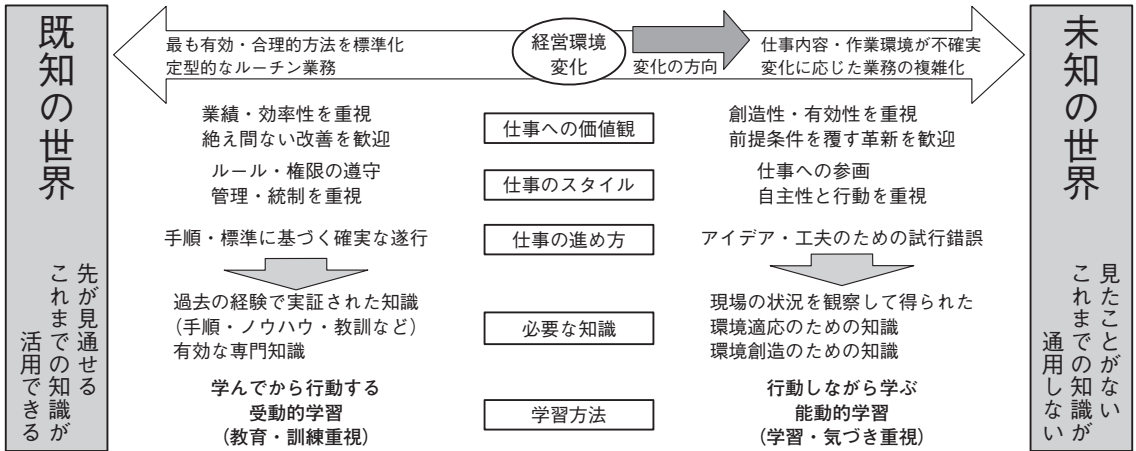 既知の世界
先が見通せる
これまでの知識が
活用できる
最も有効・合理的方法を標準化
定型的なルーチン業務
経営環境
変化
変化の方向
仕事内容・作業環境が不確実
変化に応じた業務の複雑化
業績・効率性を重視
絶え間ない改善を歓迎
仕事への価値観
創造性・有効性を重視
前提条件を覆す革新を歓迎
ルール・権限の遵守
管理・統制を重視
仕事のスタイル
仕事への参画
自主性と行動を重視
手順・標準に基づく確実な遂行
仕事の進め方
アイデア・工夫のための試行錯誤
過去の経験で実証された知識
(手順・ノウハウ・教訓など)
有効な専門知識
必要な知識
現場の状況を観察して得られた
環境適応のための知識
環境創造のための知識
学んでから行動する
受動的学習
(教育・訓練重視)
学習方法
行動しながら学ぶ
能動的学習
(学習・気づき重視)
未知の世界
見たことがない
これまでの知識が
通用しない